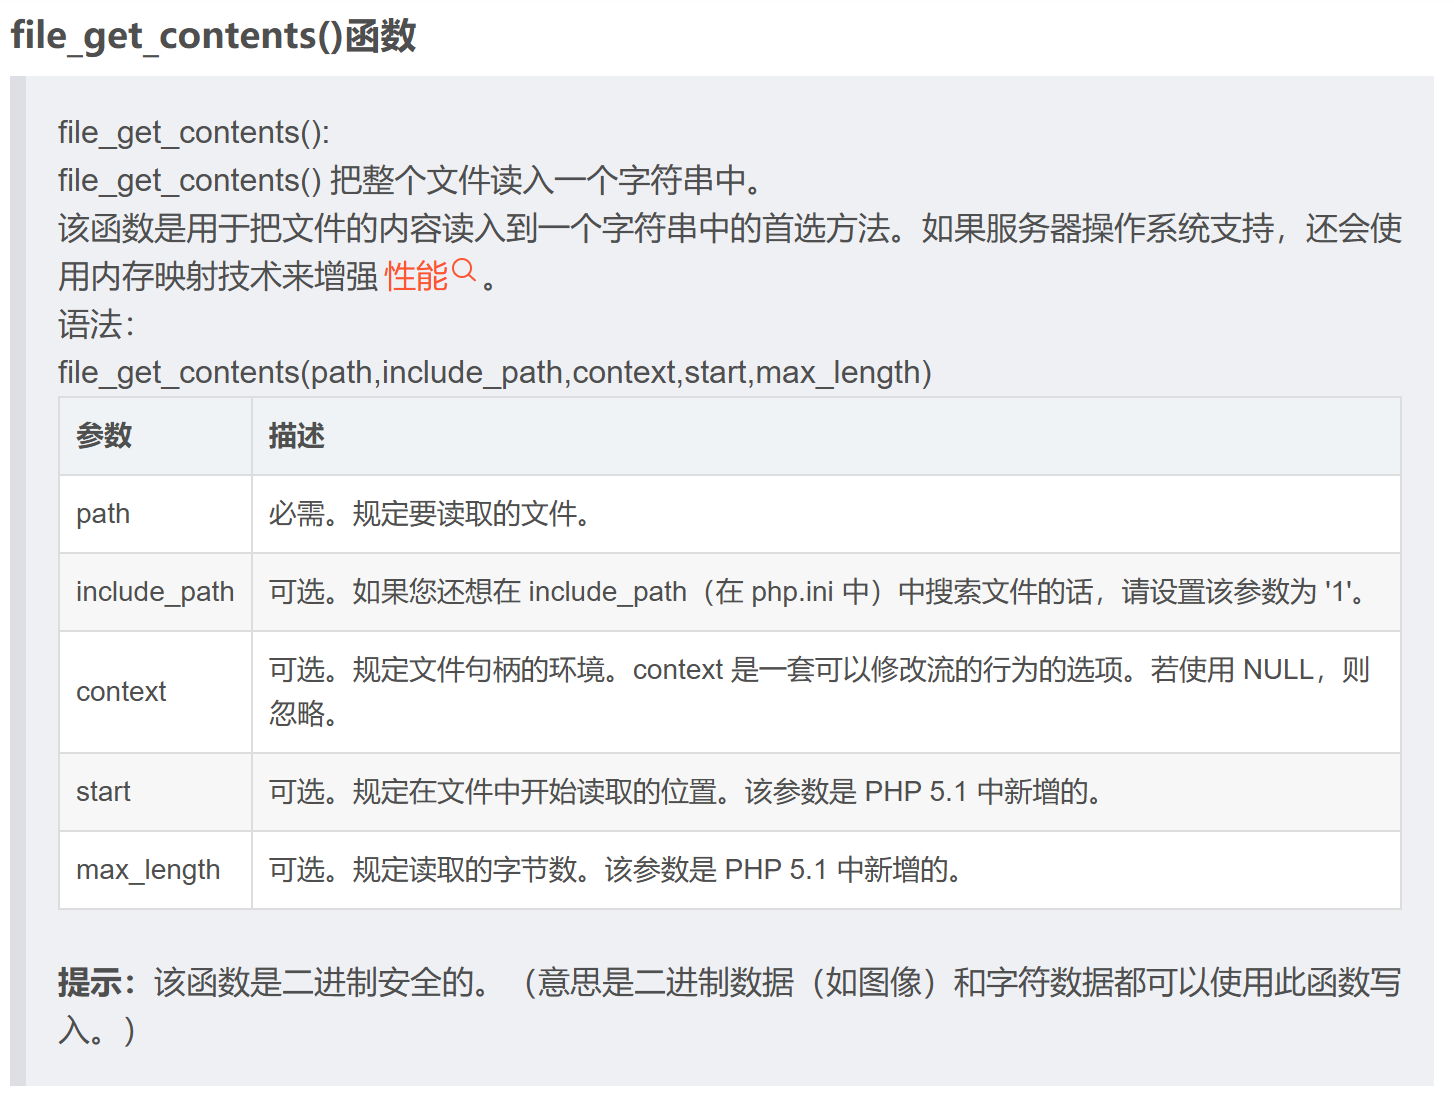 file_get_contents()函数
file_get_contents():
file_get_contents() 把整个文件读入一个字符串中。
该函数是用于把文件的内容读入到一个字符串中的首选方法。如果服务器操作系统支持，还会使
用内存映射技术来增强 性能 。
语法：
file_get_contents(path,include_path,context,start,max_length)
参数 描述
path 必需。规定要读取的文件。
include_path 可选。如果您还想在 include_path（在 php.ini 中）中搜索文件的话，请设置该参数为 '1'。
context 可选。规定文件句柄的环境。context 是一套可以修改流的行为的选项。若使用 NULL，则
忽略。
start 可选。规定在文件中开始读取的位置。该参数是 PHP 5.1 中新增的。
max_length 可选。规定读取的字节数。该参数是 PHP 5.1 中新增的。
提示：该函数是二进制安全的。（意思是二进制数据（如图像）和字符数据都可以使用此函数写
入。）